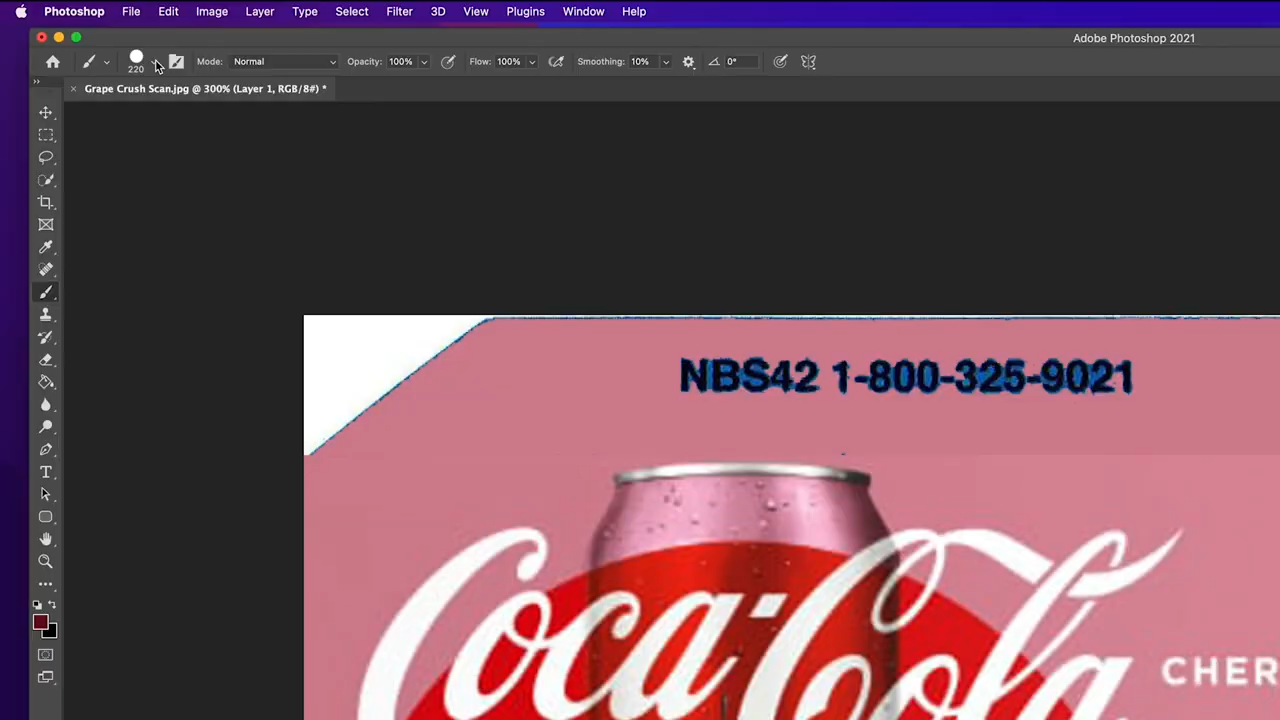 Photoshop File Edit Image Layer Type Select Filter 3D View Plugins Window Help
Adobe Photoshop 2021
220 Mode: Normal Opacity: 100% Flow: 100% Smoothing: 10% 0°
Grape Crush Scan.jpg @ 300% (Layer 1, RGB/8#) *
NBS42 1-800-325-9021
Coca-Cola
CHER